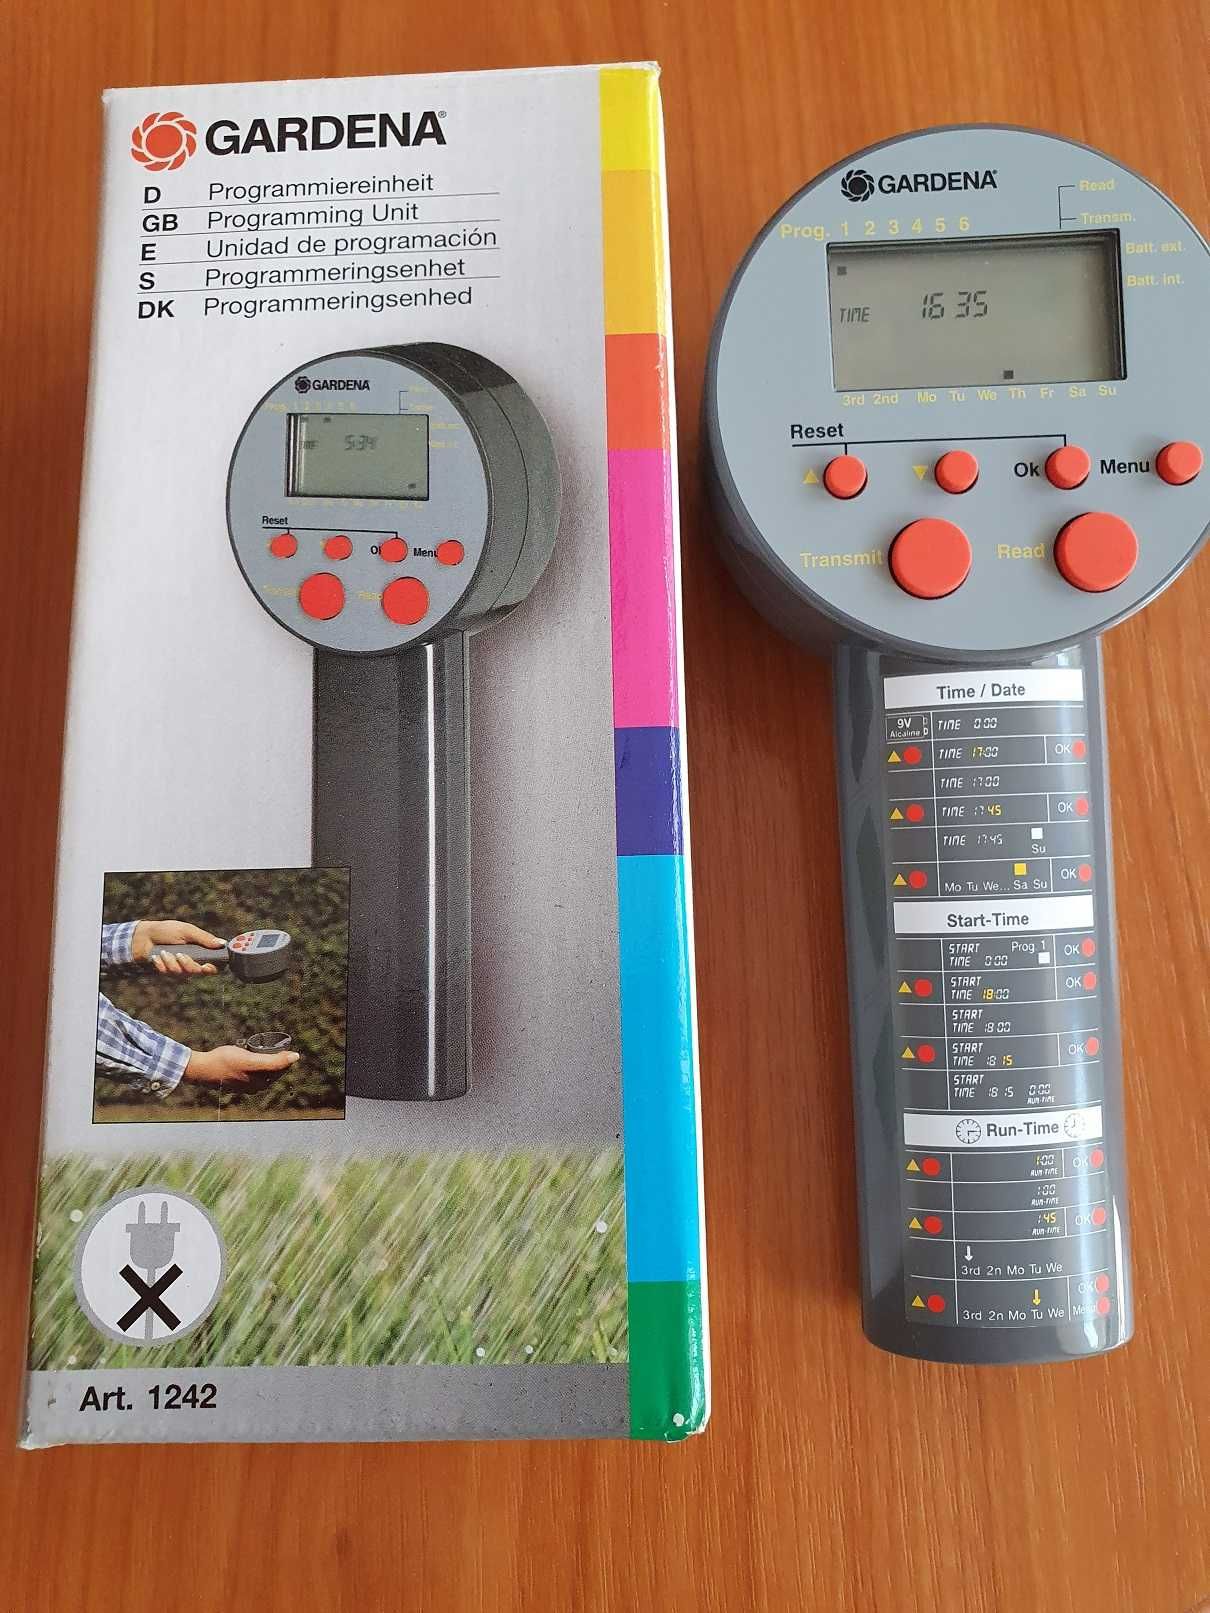 GARDENA®
D Programmiereinheit
GB Programming Unit
E Unidad de programación
S Programmeringsenhet
DK Programmeringsenhed
GARDENA
5:34
Reset
Menu
Art. 1242
GARDENA
Read
Transm.
Prog. 1 2 3 4 5 6
Batt. ext.
Batt. int.
TIME 16 35
3rd 2nd Mo Tu We Th Fr Sa Su
Reset
Ok Menu
Transmit Read
Time / Date
9V Alcaline TIME 0:00
TIME 17:00 OK
TIME 17:00
TIME 17 45 OK
TIME 17:45 Su
Mo Tu We... Sa Su OK
Start-Time
START TIME 0:00 Prog. 1 OK
START TIME 18:00 OK
START TIME 18:00
START TIME 18 15 OK
START TIME 18 15 0:00 RUN-TIME
Run-Time
1:00 RUN-TIME OK
1:00 RUN-TIME
1:45 RUN-TIME OK
3rd 2n Mo Tu We
3rd 2n Mo Tu We OK Menu